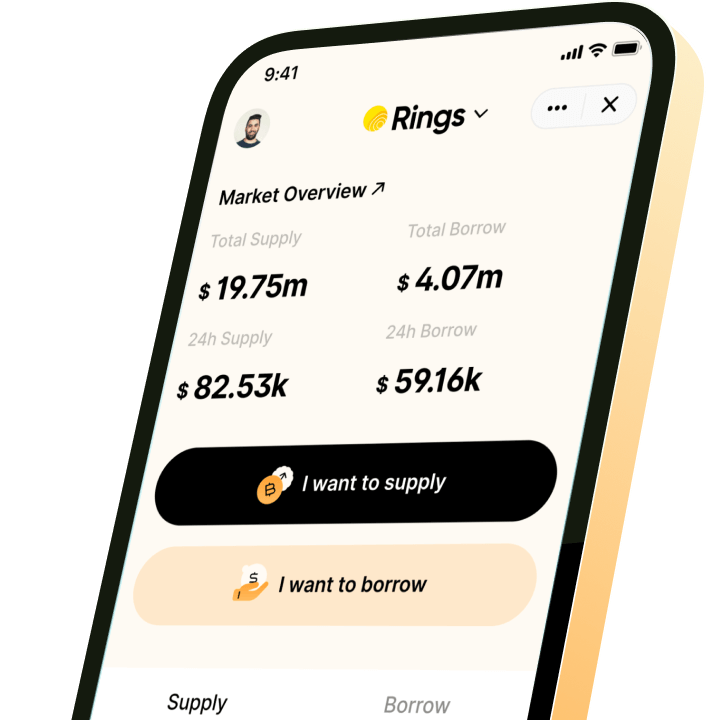 9:41
Rings
Market Overview
Total Supply Total Borrow
$ 19.75m $ 4.07m
24h Supply 24h Borrow
$ 82.53k $ 59.16k
I want to supply
I want to borrow
Supply Borrow